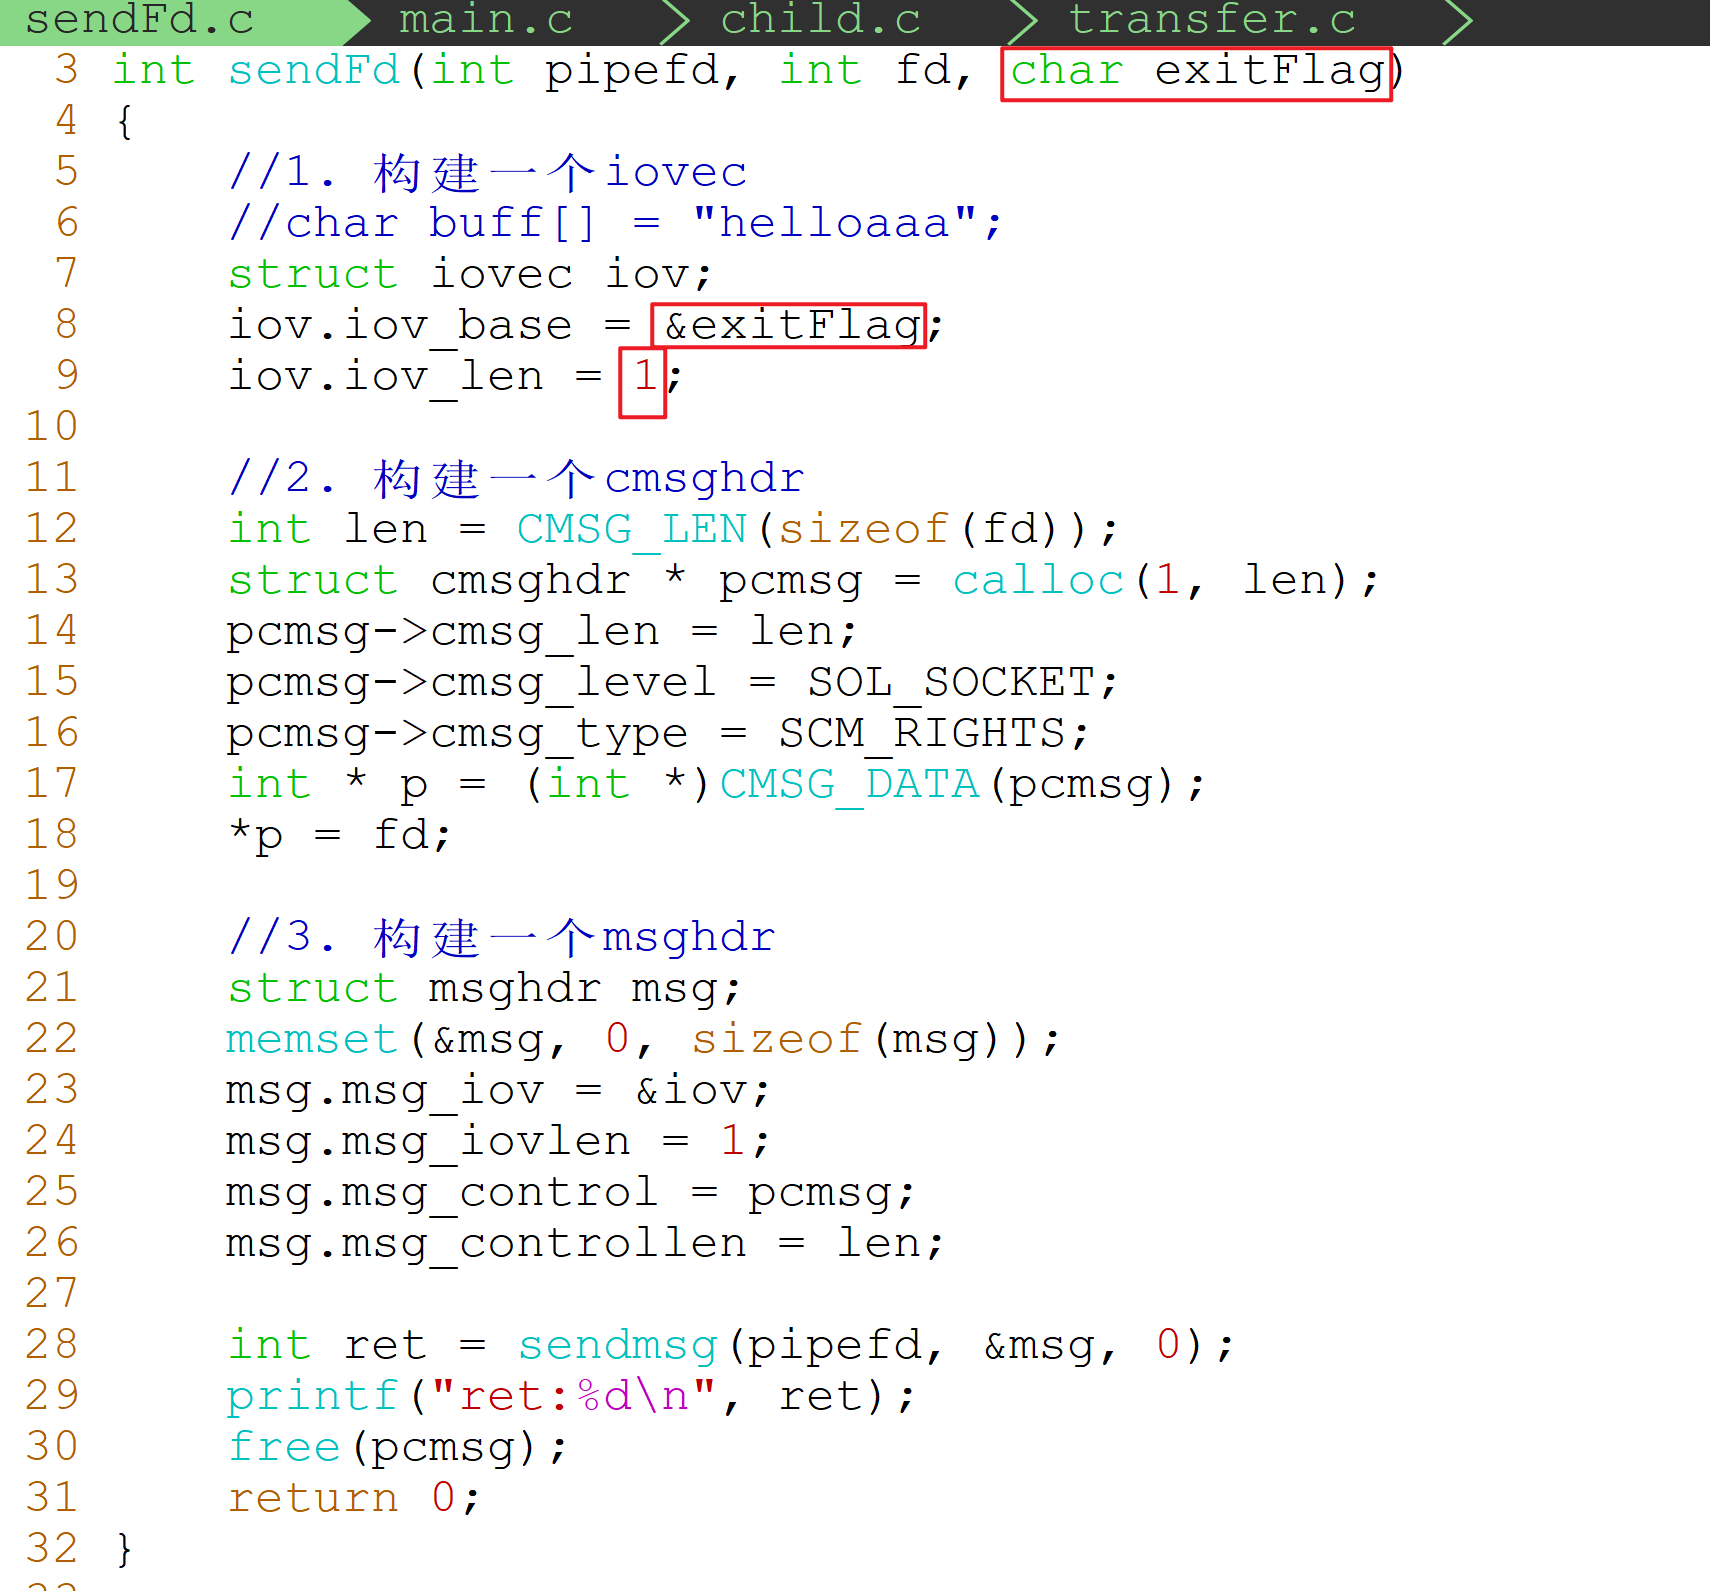 sendFd.c main.c child.c transfer.c
3 int sendFd(int pipefd, int fd, char exitFlag)
4 {
5 //1. 构建一个iovec
6 //char buff[] = "helloaaa";
7 struct iovec iov;
8 iov.iov_base = &exitFlag;
9 iov.iov_len = 1;
10
11 //2. 构建一个cmsghdr
12 int len = CMSG_LEN(sizeof(fd));
13 struct cmsghdr * pcmsg = calloc(1, len);
14 pcmsg->cmsg_len = len;
15 pcmsg->cmsg_level = SOL_SOCKET;
16 pcmsg->cmsg_type = SCM_RIGHTS;
17 int * p = (int *)CMSG_DATA(pcmsg);
18 *p = fd;
19
20 //3. 构建一个msghdr
21 struct msghdr msg;
22 memset(&msg, 0, sizeof(msg));
23 msg.msg_iov = &iov;
24 msg.msg_iovlen = 1;
25 msg.msg_control = pcmsg;
26 msg.msg_controllen = len;
27
28 int ret = sendmsg(pipefd, &msg, 0);
29 printf("ret:%d\n", ret);
30 free(pcmsg);
31 return 0;
32 }